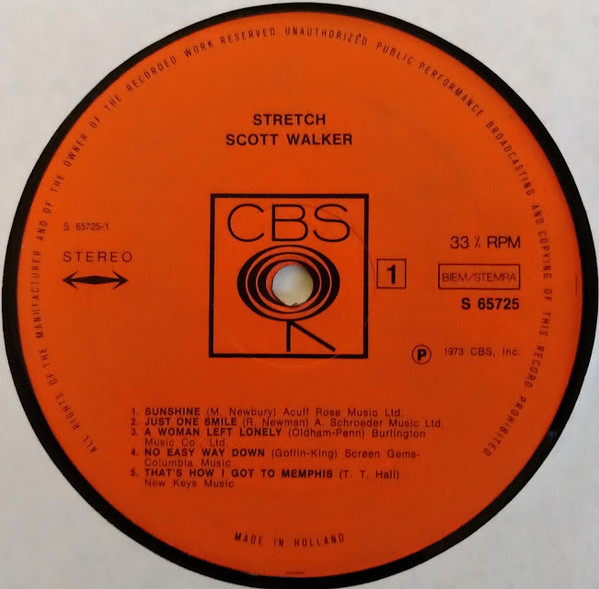 ALL RIGHTS OF THE MANUFACTURER AND OF THE OWNER OF THE RECORDED WORK RESERVED UNAUTHORIZED PUBLIC PERFORMANCE BROADCASTING AND COPYING OF THIS RECORD PROHIBITED
STRETCH
SCOTT WALKER
S 65725-1
STEREO
CBS
1
33 ⅓ RPM
BIEM/STEMRA
S 65725
P 1973 CBS, Inc.
1. SUNSHINE (M. Newbury) Acuff Rose Music Ltd.
2. JUST ONE SMILE (R. Newman) A. Schroeder Music Ltd.
3. A WOMAN LEFT LONELY (Oldham-Penn) Burlington
Music Co. Ltd.
4. NO EASY WAY DOWN (Goffin-King) Screen Gems-
Columbia Music
5. THAT'S HOW I GOT TO MEMPHIS (T. T. Hall)
New Keys Music
MADE IN HOLLAND